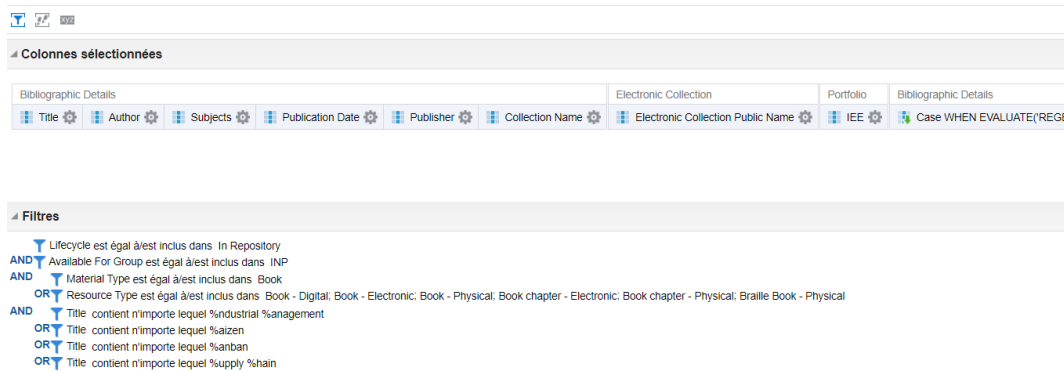 xyz
Colonnes sélectionnées
Bibliographic Details Electronic Collection Portfolio Bibliographic Details
Title Author Subjects Publication Date Publisher Collection Name Electronic Collection Public Name IEE Case WHEN EVALUATE('REGE
Filtres
Lifecycle est égal à/est inclus dans In Repository
AND Available For Group est égal à/est inclus dans INP
AND Material Type est égal à/est inclus dans Book
OR Resource Type est égal à/est inclus dans Book - Digital; Book - Electronic; Book - Physical; Book chapter - Electronic; Book chapter - Physical; Braille Book - Physical
AND Title contient n'importe lequel %ndustrial %anagement
OR Title contient n'importe lequel %aizen
OR Title contient n'importe lequel %anban
OR Title contient n'importe lequel %upply %hain